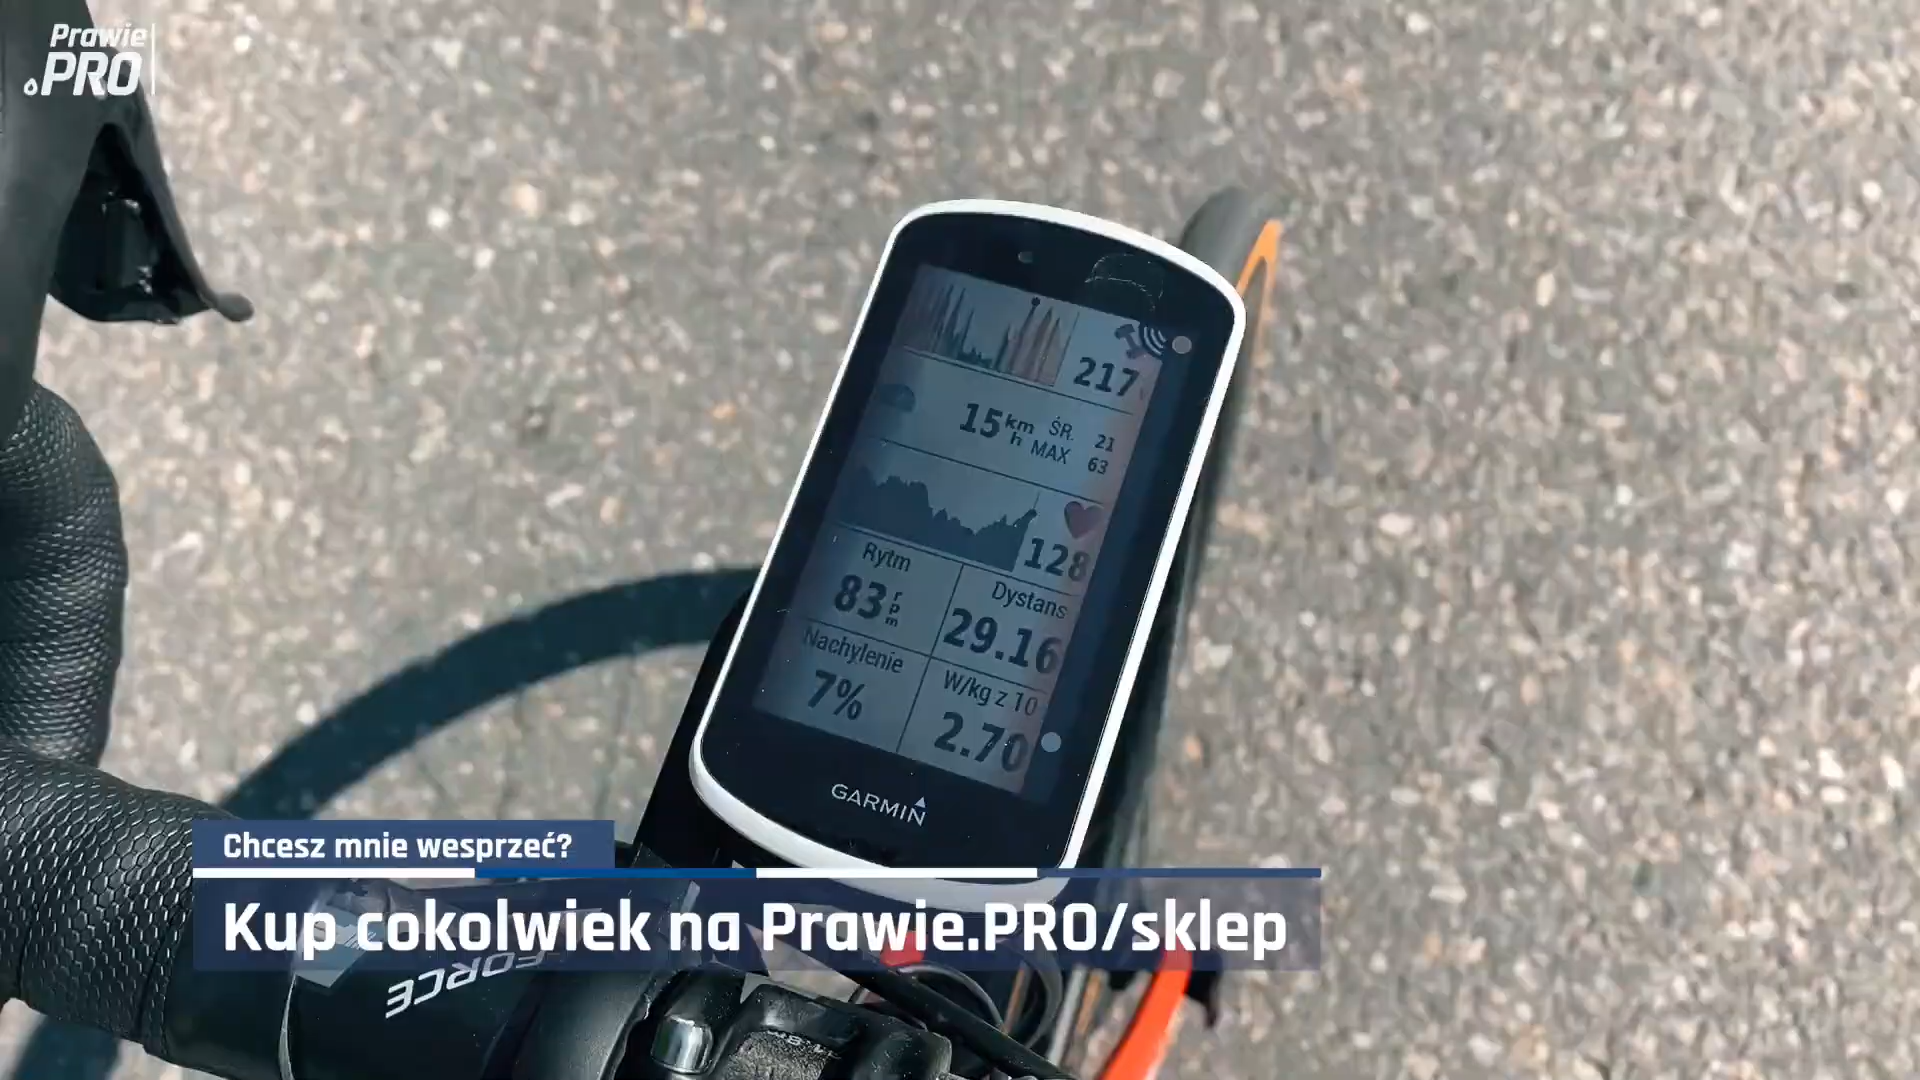 Prawie
.PRO
217
15 km/h ŚR. 21
MAX 63
128
Rytm
83 rpm
Dystans
29.16
Nachylenie
7%
W/kg z 10
2.70
GARMIN
Chcesz mnie wesprzeć?
Kup cokolwiek na Prawie.PRO/sklep
FORCE